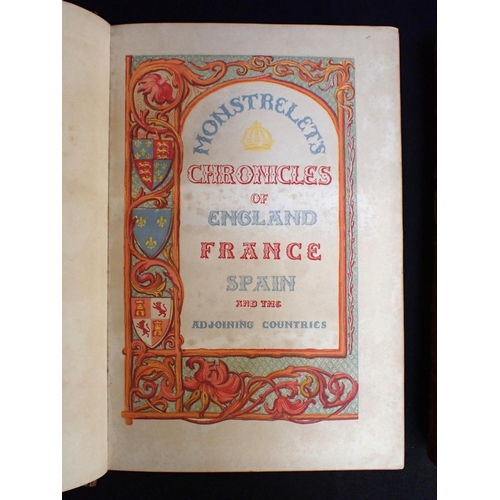 MONSTRELET'S
CHRONICLES
OF
ENGLAND
FRANCE
SPAIN
AND THE
ADJOINING COUNTRIES